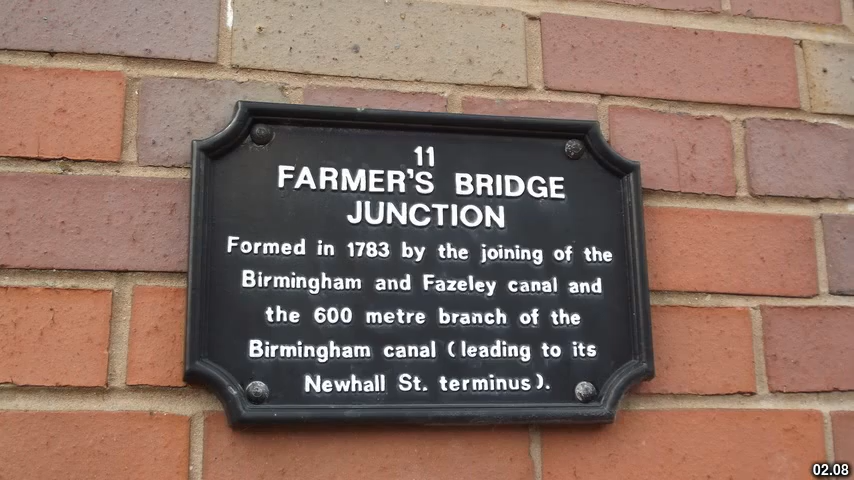 11
FARMER'S BRIDGE
JUNCTION
Formed in 1783 by the joining of the
Birmingham and Fazeley canal and
the 600 metre branch of the
Birmingham canal (leading to its
Newhall St. terminus).
02.08